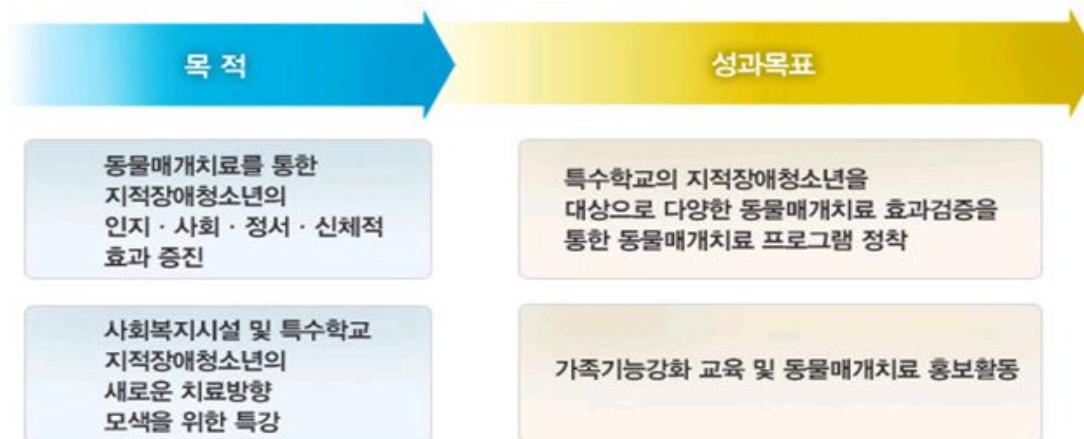 목 적
성과목표
동물매개치료를 통한
지적장애청소년의
인지 · 사회 · 정서 · 신체적
효과 증진
특수학교의 지적장애청소년을
대상으로 다양한 동물매개치료 효과검증을
통한 동물매개치료 프로그램 정착
사회복지시설 및 특수학교
지적장애청소년의
새로운 치료방향
모색을 위한 특강
가족기능강화 교육 및 동물매개치료 홍보활동